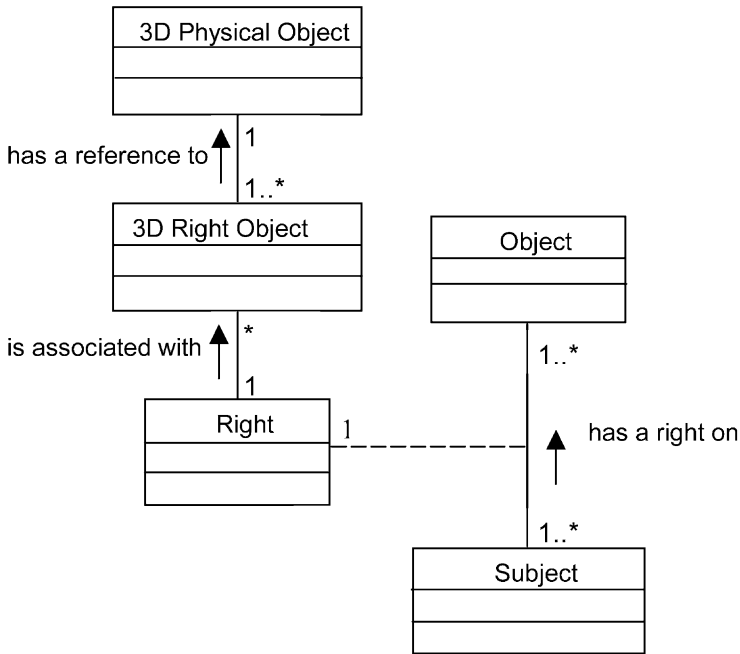 3D Physical Object
1
has a reference to
1..*
3D Right Object
Object
*
is associated with
1..*
1
Right
1
has a right on
1..*
Subject